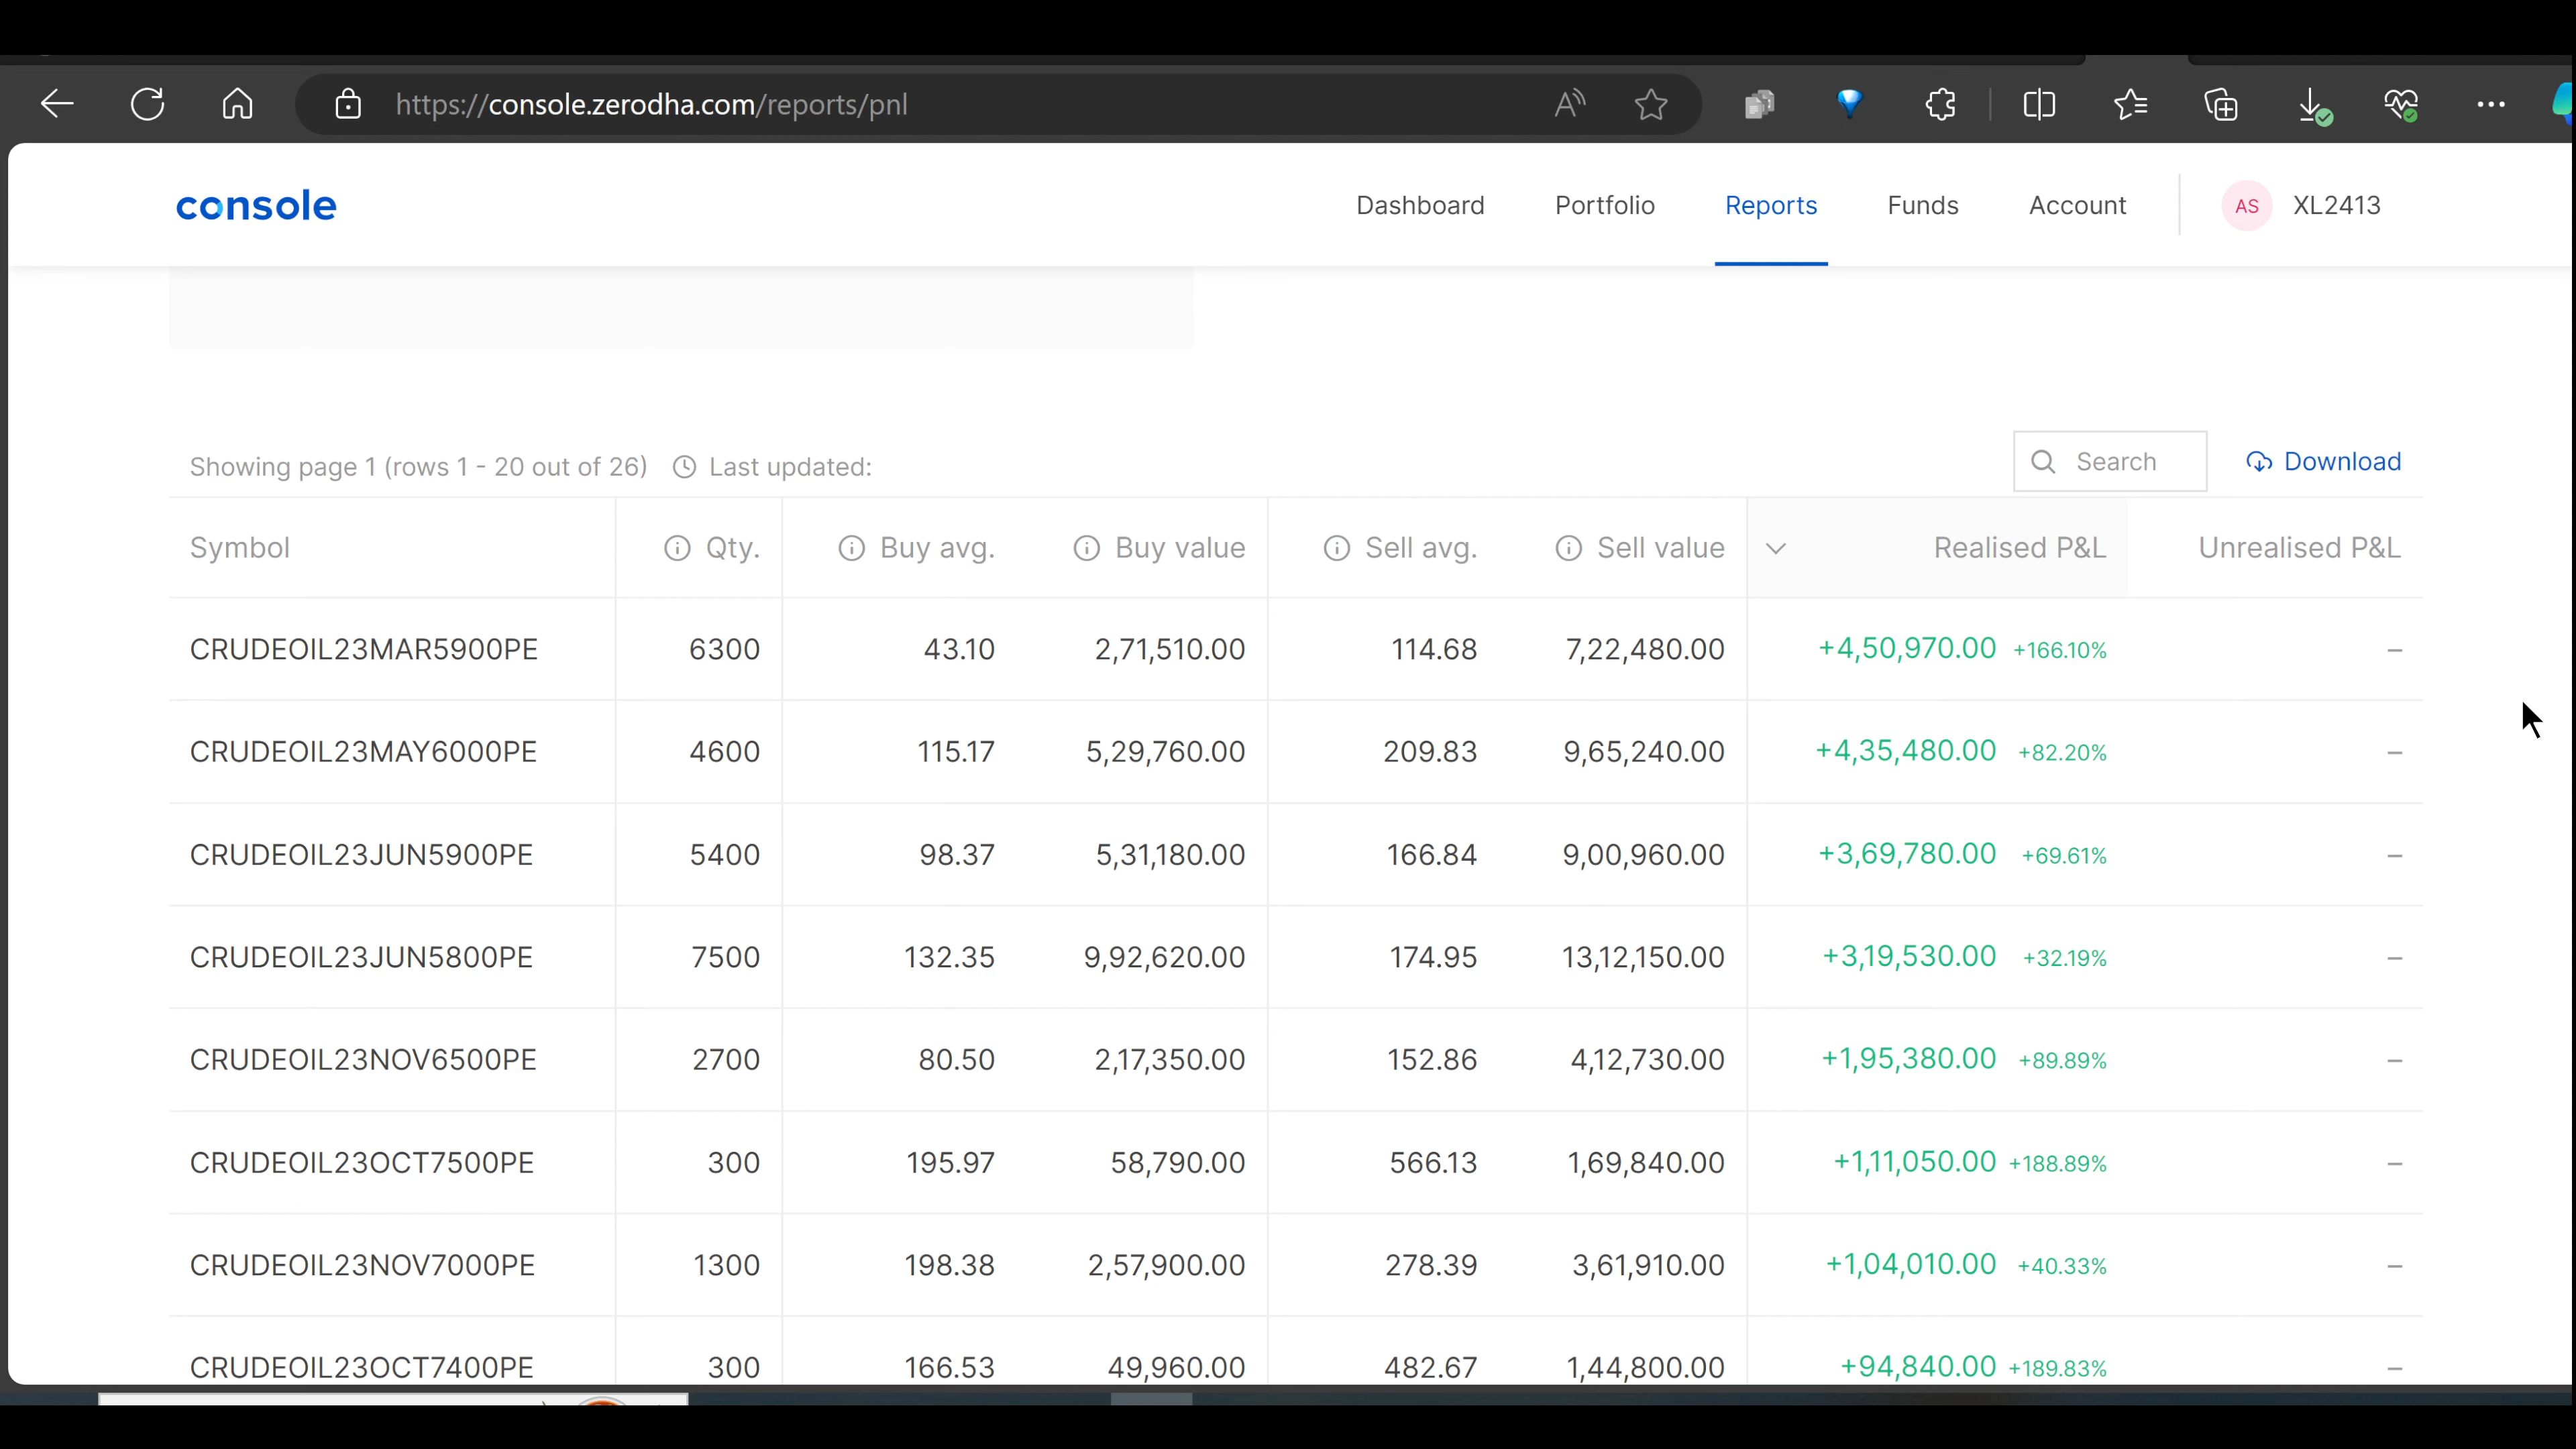 https://console.zerodha.com/reports/pnl
console Dashboard Portfolio Reports Funds Account AS XL2413
Showing page 1 (rows 1 - 20 out of 26) Last updated: Search Download
Symbol Qty. Buy avg. Buy value Sell avg. Sell value Realised P&L Unrealised P&L
CRUDEOIL23MAR5900PE 6300 43.10 2,71,510.00 114.68 7,22,480.00 +4,50,970.00 +166.10% –
CRUDEOIL23MAY6000PE 4600 115.17 5,29,760.00 209.83 9,65,240.00 +4,35,480.00 +82.20% –
CRUDEOIL23JUN5900PE 5400 98.37 5,31,180.00 166.84 9,00,960.00 +3,69,780.00 +69.61% –
CRUDEOIL23JUN5800PE 7500 132.35 9,92,620.00 174.95 13,12,150.00 +3,19,530.00 +32.19% –
CRUDEOIL23NOV6500PE 2700 80.50 2,17,350.00 152.86 4,12,730.00 +1,95,380.00 +89.89% –
CRUDEOIL23OCT7500PE 300 195.97 58,790.00 566.13 1,69,840.00 +1,11,050.00 +188.89% –
CRUDEOIL23NOV7000PE 1300 198.38 2,57,900.00 278.39 3,61,910.00 +1,04,010.00 +40.33% –
CRUDEOIL23OCT7400PE 300 166.53 49,960.00 482.67 1,44,800.00 +94,840.00 +189.83% –